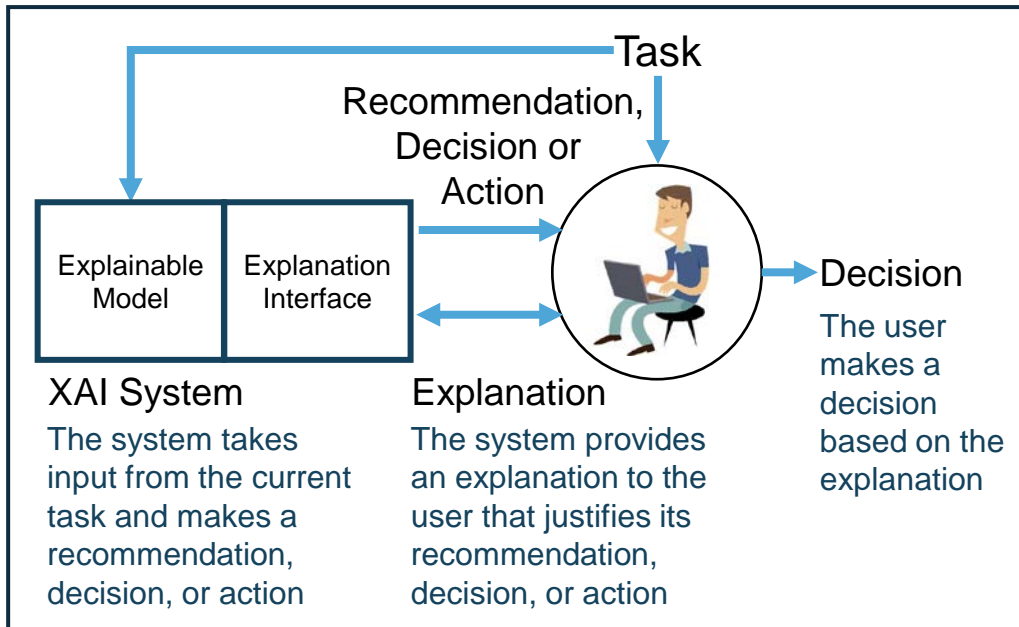 Task
Recommendation,
Decision or
Action
Explainable
Model
Explanation
Interface
XAI System
The system takes
input from the current
task and makes a
recommendation,
decision, or action
Explanation
The system provides
an explanation to the
user that justifies its
recommendation,
decision, or action
Decision
The user
makes a
decision
based on the
explanation